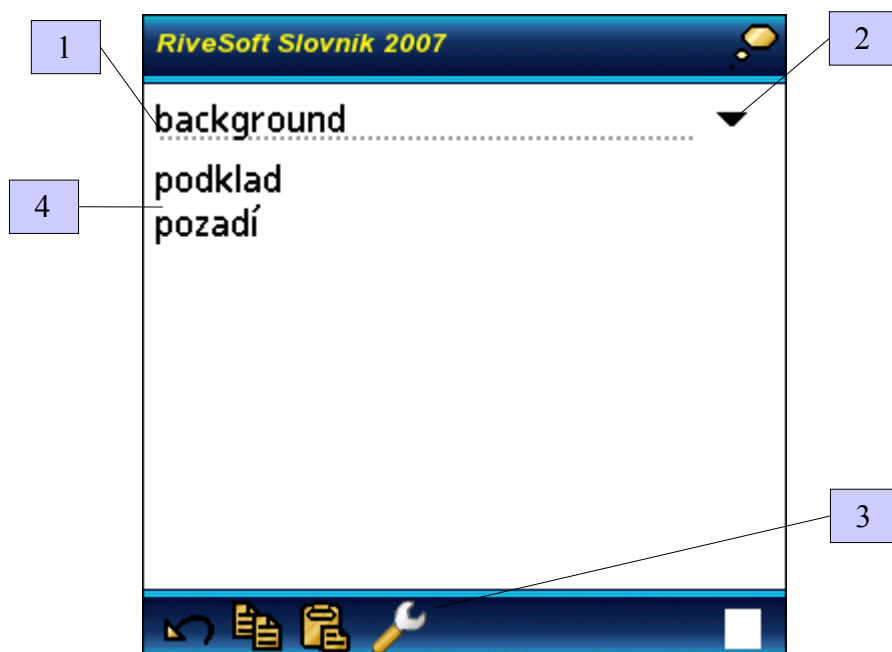 1
RiveSoft Slovník 2007
2
background
podklad
4
pozadí
3